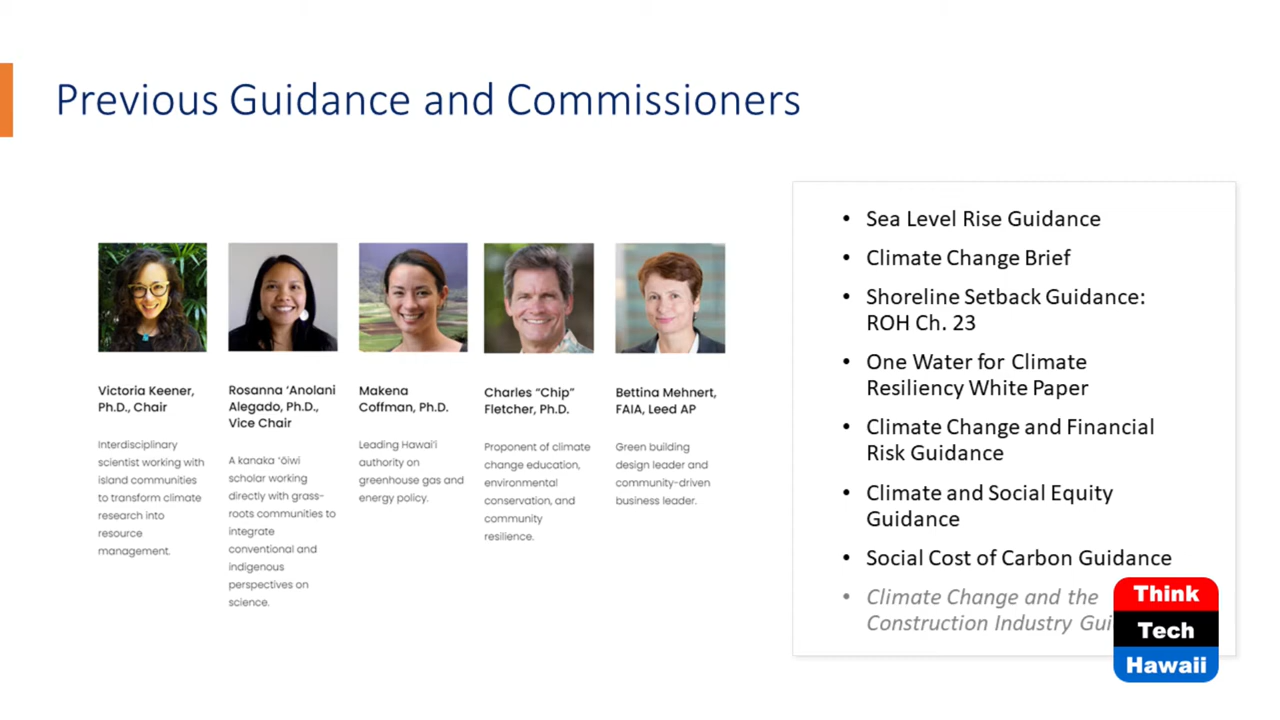 Previous Guidance and Commissioners
Victoria Keener,
Ph.D., Chair
Interdisciplinary
scientist working with
island communities
to transform climate
research into
resource
management.
Rosanna ʻAnolani
Alegado, Ph.D.,
Vice Chair
A kanaka ʻōiwi
scholar working
directly with grass-
roots communities to
integrate
conventional and
indigenous
perspectives on
science.
Makena
Coffman, Ph.D.
Leading Hawaiʻi
authority on
greenhouse gas and
energy policy.
Charles “Chip”
Fletcher, Ph.D.
Proponent of climate
change education,
environmental
conservation, and
community
resilience.
Bettina Mehnert,
FAIA, Leed AP
Green building
design leader and
community-driven
business leader.
• Sea Level Rise Guidance
• Climate Change Brief
• Shoreline Setback Guidance:
ROH Ch. 23
• One Water for Climate
Resiliency White Paper
• Climate Change and Financial
Risk Guidance
• Climate and Social Equity
Guidance
• Social Cost of Carbon Guidance
• Climate Change and the
Construction Industry
Think
Tech
Hawaii